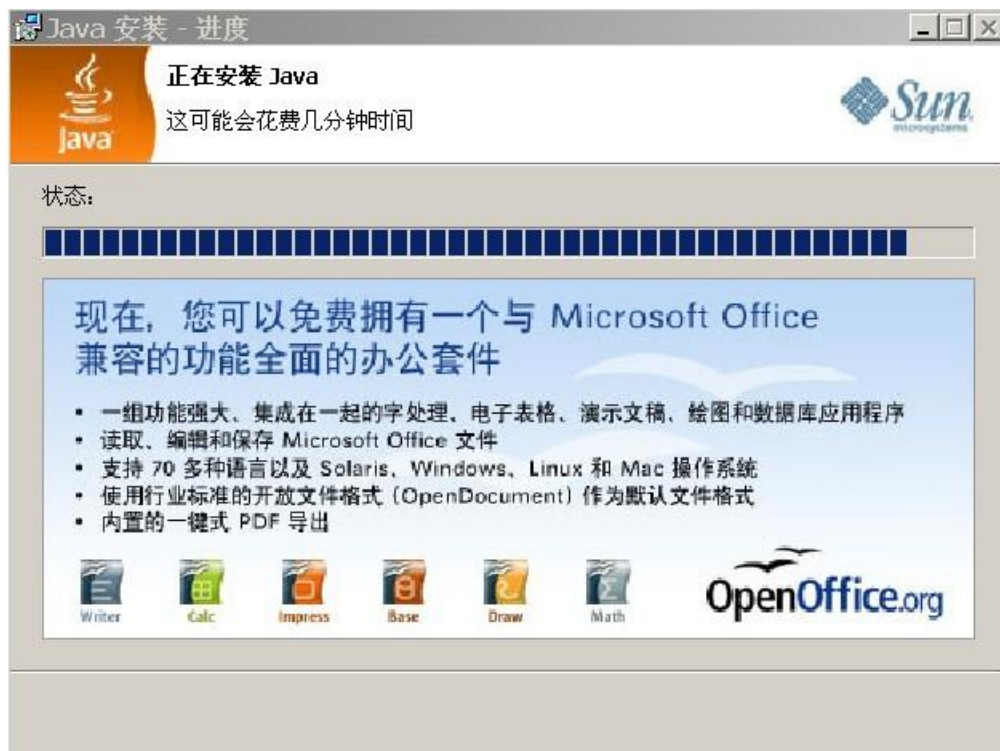 Java 安装 - 进度
正在安装 Java
这可能会花费几分钟时间
Java
Sun
microsystems
状态:
现在, 您可以免费拥有一个与 Microsoft Office
兼容的功能全面的办公套件
• 一组功能强大、集成在一起的字处理、电子表格、演示文稿、绘图和数据库应用程序
• 读取、编辑和保存 Microsoft Office 文件
• 支持 70 多种语言以及 Solaris、Windows、Linux 和 Mac 操作系统
• 使用行业标准的开放文件格式 (OpenDocument) 作为默认文件格式
• 内置的一键式 PDF 导出
Writer Calc Impress Base Draw Math
OpenOffice.org